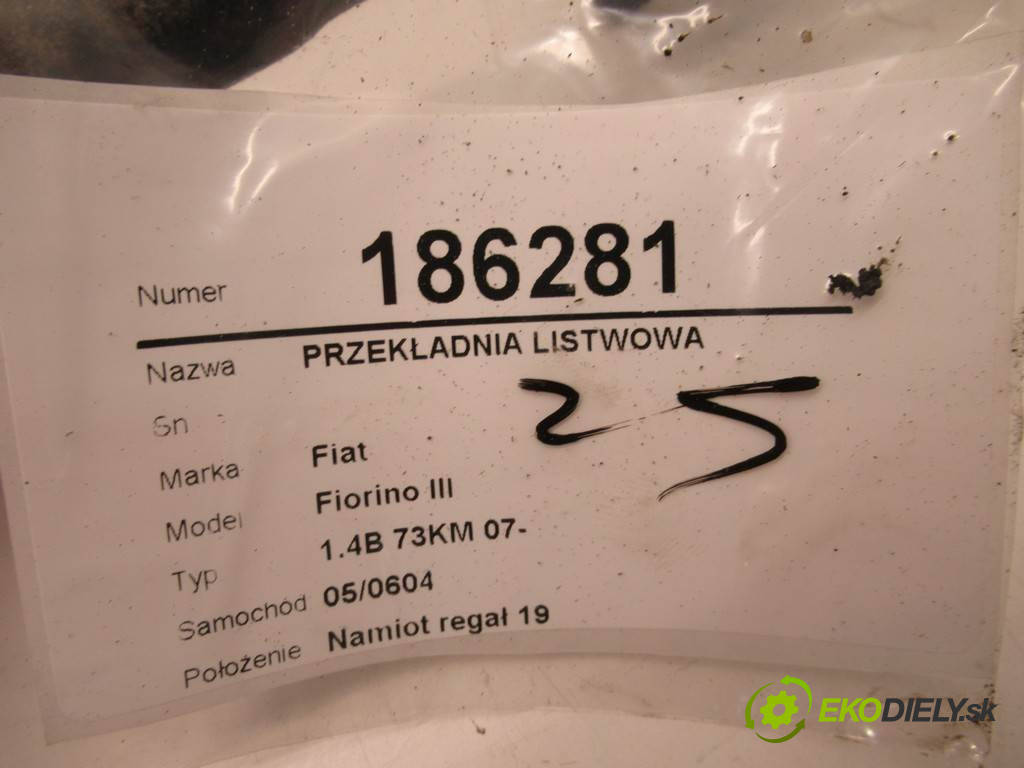 Numer 186281
Nazwa PRZEKŁADNIA LISTWOWA
Sn
25
Marka Fiat
Model Fiorino III
Typ 1.4B 73KM 07-
Samochód 05/0604
Położenie Namiot regał 19
EKODIELY.sk